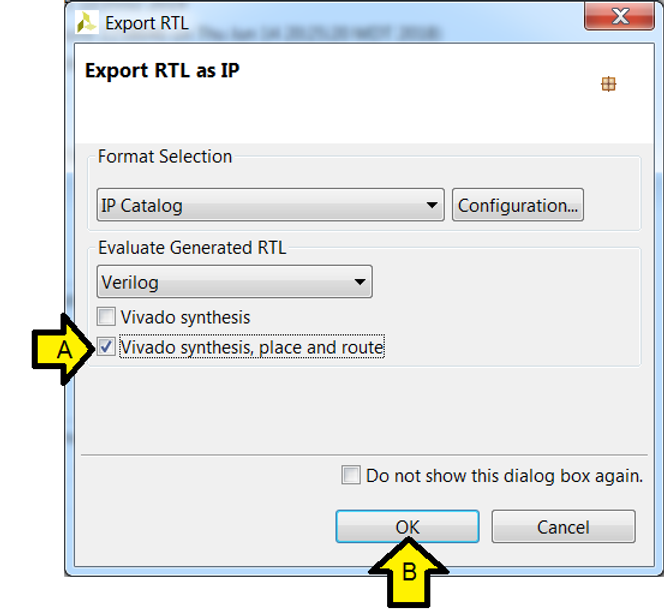 Export RTL
Export RTL as IP
Format Selection
IP Catalog
Configuration...
Evaluate Generated RTL
Verilog
Vivado synthesis
A
Vivado synthesis, place and route
Do not show this dialog box again.
OK
Cancel
B